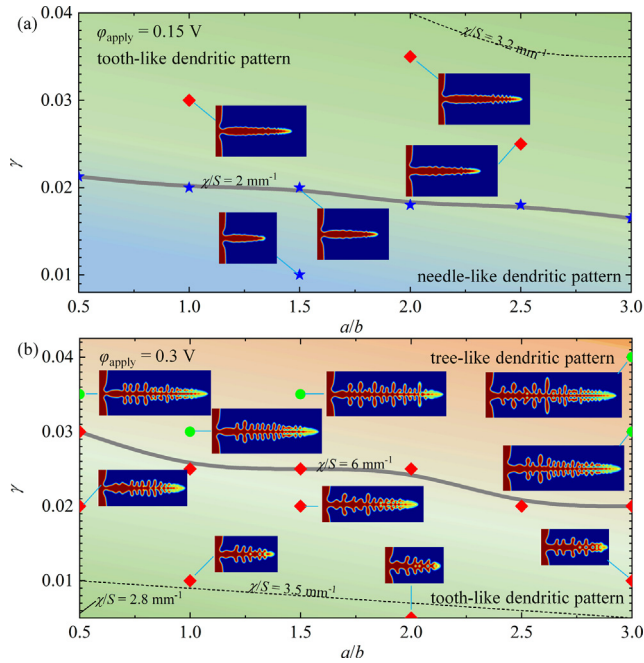 (a)
φapply = 0.15 V
tooth-like dendritic pattern
χ/S = 3.2 mm⁻¹
χ/S = 2 mm⁻¹
needle-like dendritic pattern
0.04
0.03
0.02
0.01
γ
0.5 1.0 1.5 2.0 2.5 3.0
a/b
(b)
φapply = 0.3 V
tree-like dendritic pattern
χ/S = 6 mm⁻¹
χ/S = 3.5 mm⁻¹
χ/S = 2.8 mm⁻¹
tooth-like dendritic pattern
0.04
0.03
0.02
0.01
γ
0.5 1.0 1.5 2.0 2.5 3.0
a/b